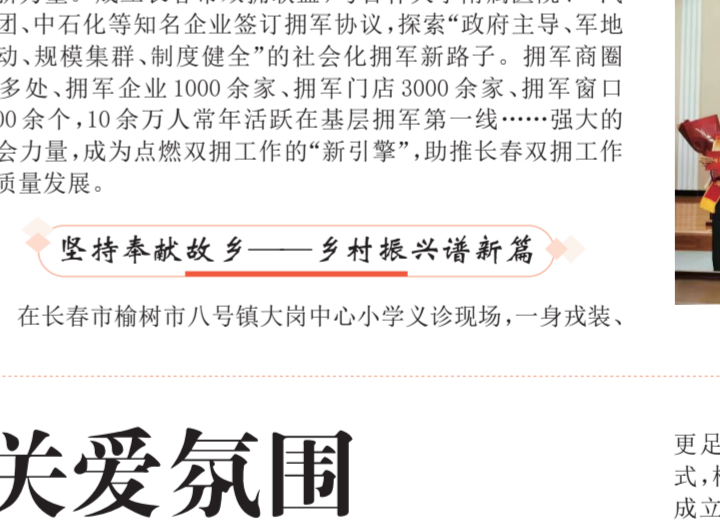 团、中石化等知名企业签订拥军协议,探索“政府主导、军地
动、规模集群、制度健全”的社会化拥军新路子。拥军商圈
多处、拥军企业1000余家、拥军门店3000余家、拥军窗口
00余个,10余万人常年活跃在基层拥军第一线……强大的
会力量,成为点燃双拥工作的“新引擎”,助推长春双拥工作
质量发展。
坚持奉献故乡——乡村振兴谱新篇
在长春市榆树市八号镇大岗中心小学义诊现场,一身戎装、
关爱氛围
更足
式,
成立